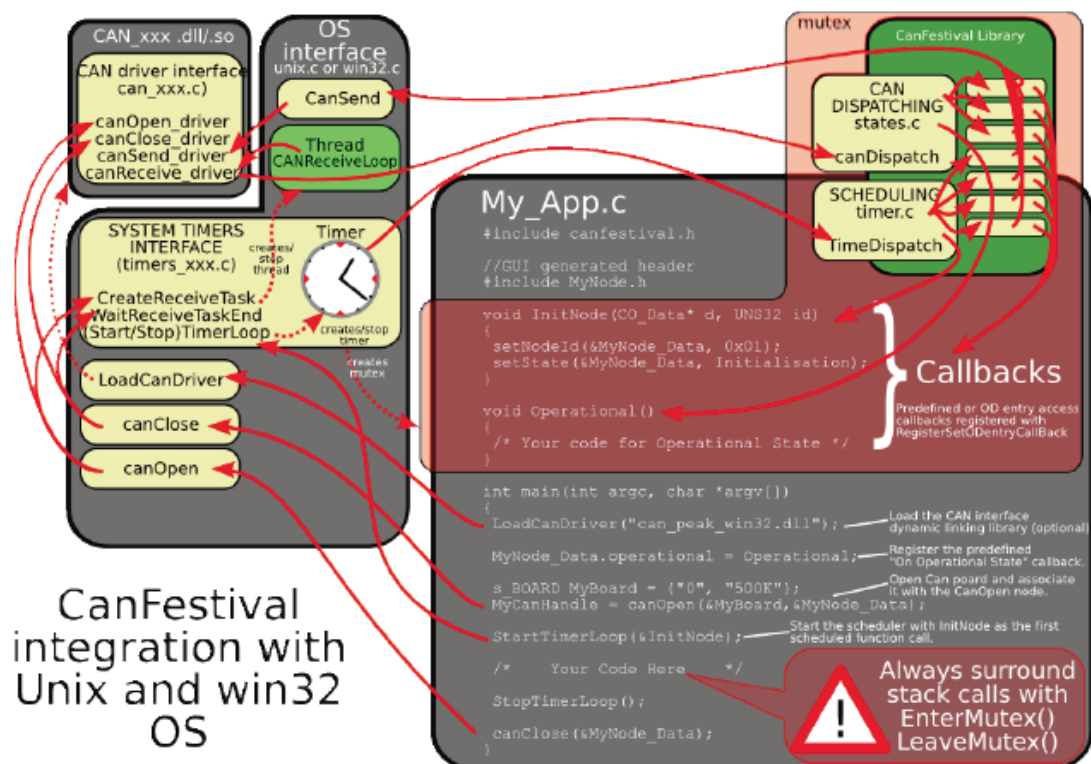 CAN_xxx .dll/.so
CAN driver interface
can_xxx.c)
canOpen_driver
canClose_driver
canSend_driver
canReceive_driver
OS
interface
unix.c or win32.c
CanSend
Thread
CANReceiveLoop
SYSTEM TIMERS
INTERFACE
(timers_xxx.c)
creates/
stop
thread
Timer
CreateReceiveTask
WaitReceiveTaskEnd
(Start/Stop)TimerLoop
creates/stop
timer
creates
mutex
LoadCanDriver
canClose
canOpen
CanFestival
integration with
Unix and win32
OS
mutex
CanFestival Library
CAN
DISPATCHING
states.c
canDispatch
SCHEDULING
timer.c
TimeDispatch
My_App.c
#include canfestival.h
//GUI generated header
#include MyNode.h
void InitNode(CO_Data* d, UNS32 id)
{
setNodeId(&MyNode_Data, 0x01);
setState(&MyNode_Data, Initialisation);
}
void Operational()
{
/* Your code for Operational State */
}
} Callbacks
Predefined or OD entry access
callbacks registered with
RegisterSetODentryCallBack
int main(int argc, char *argv[])
{
LoadCanDriver("can_peak_win32.dll");
Load the CAN interface
dynamic linking library (optional)
MyNode_Data.operational = Operational;
Register the predefined
"On Operational State" callback.
s_BOARD MyBoard = {"0", "500K"};
MyCanHandle = canOpen(&MyBoard,&MyNode_Data);
Open Can poard and associate
it with the CanOpen node.
StartTimerLoop(&InitNode);
Start the scheduler with InitNode as the first
scheduled function call.
/* Your Code Here */
StopTimerLoop();
canClose(&MyNode_Data);
}
!
Always surround
stack calls with
EnterMutex()
LeaveMutex()